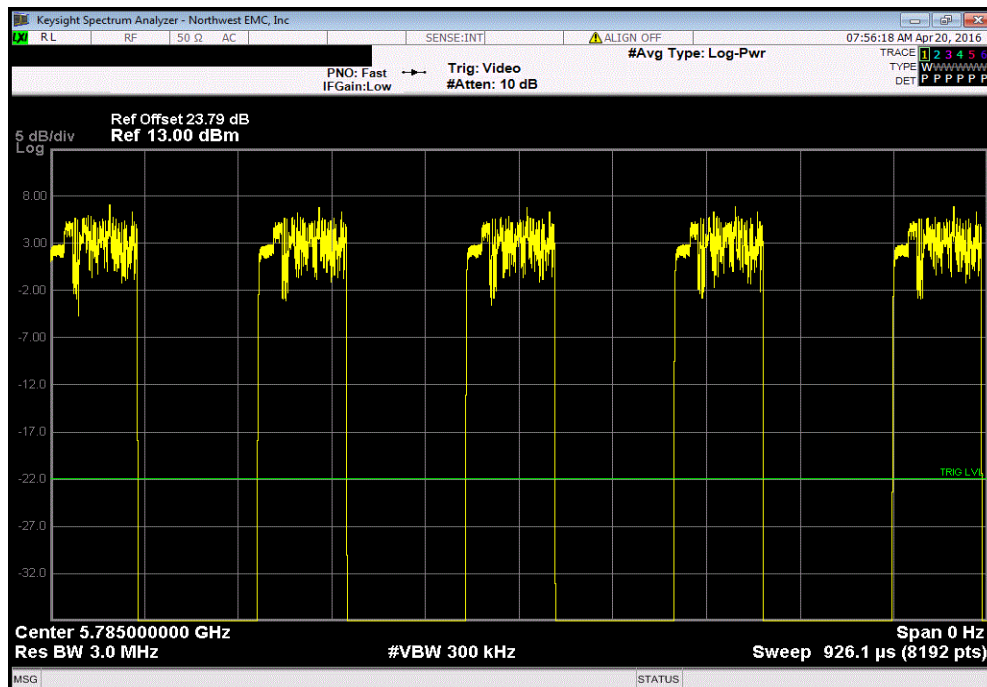 Keysight Spectrum Analyzer - Northwest EMC, Inc
LXI RL RF 50 Ω AC SENSE:INT ALIGN OFF 07:56:18 AM Apr 20, 2016
#Avg Type: Log-Pwr
TRACE 1 2 3 4 5 6
PNO: Fast Trig: Video
TYPE WWWWWW
IFGain:Low #Atten: 10 dB
DET P P P P P P
Ref Offset 23.79 dB
5 dB/div Ref 13.00 dBm
Log
8.00
3.00
-2.00
-7.00
-12.0
-17.0
TRIG LVL
-22.0
-27.0
-32.0
Center 5.785000000 GHz Span 0 Hz
Res BW 3.0 MHz #VBW 300 kHz Sweep 926.1 µs (8192 pts)
MSG STATUS